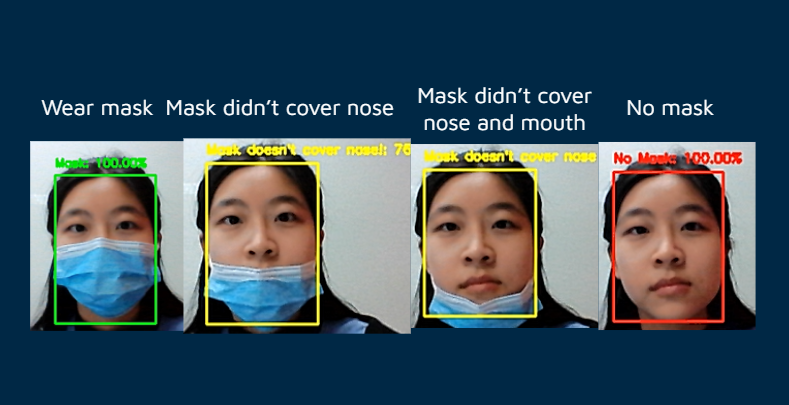 Wear mask
Mask didn’t cover nose
Mask didn’t cover
nose and mouth
No mask
Mask: 100.00%
Mask doesn't cover nose!: 76
Mask doesn't cover nose
No Mask: 100.00%